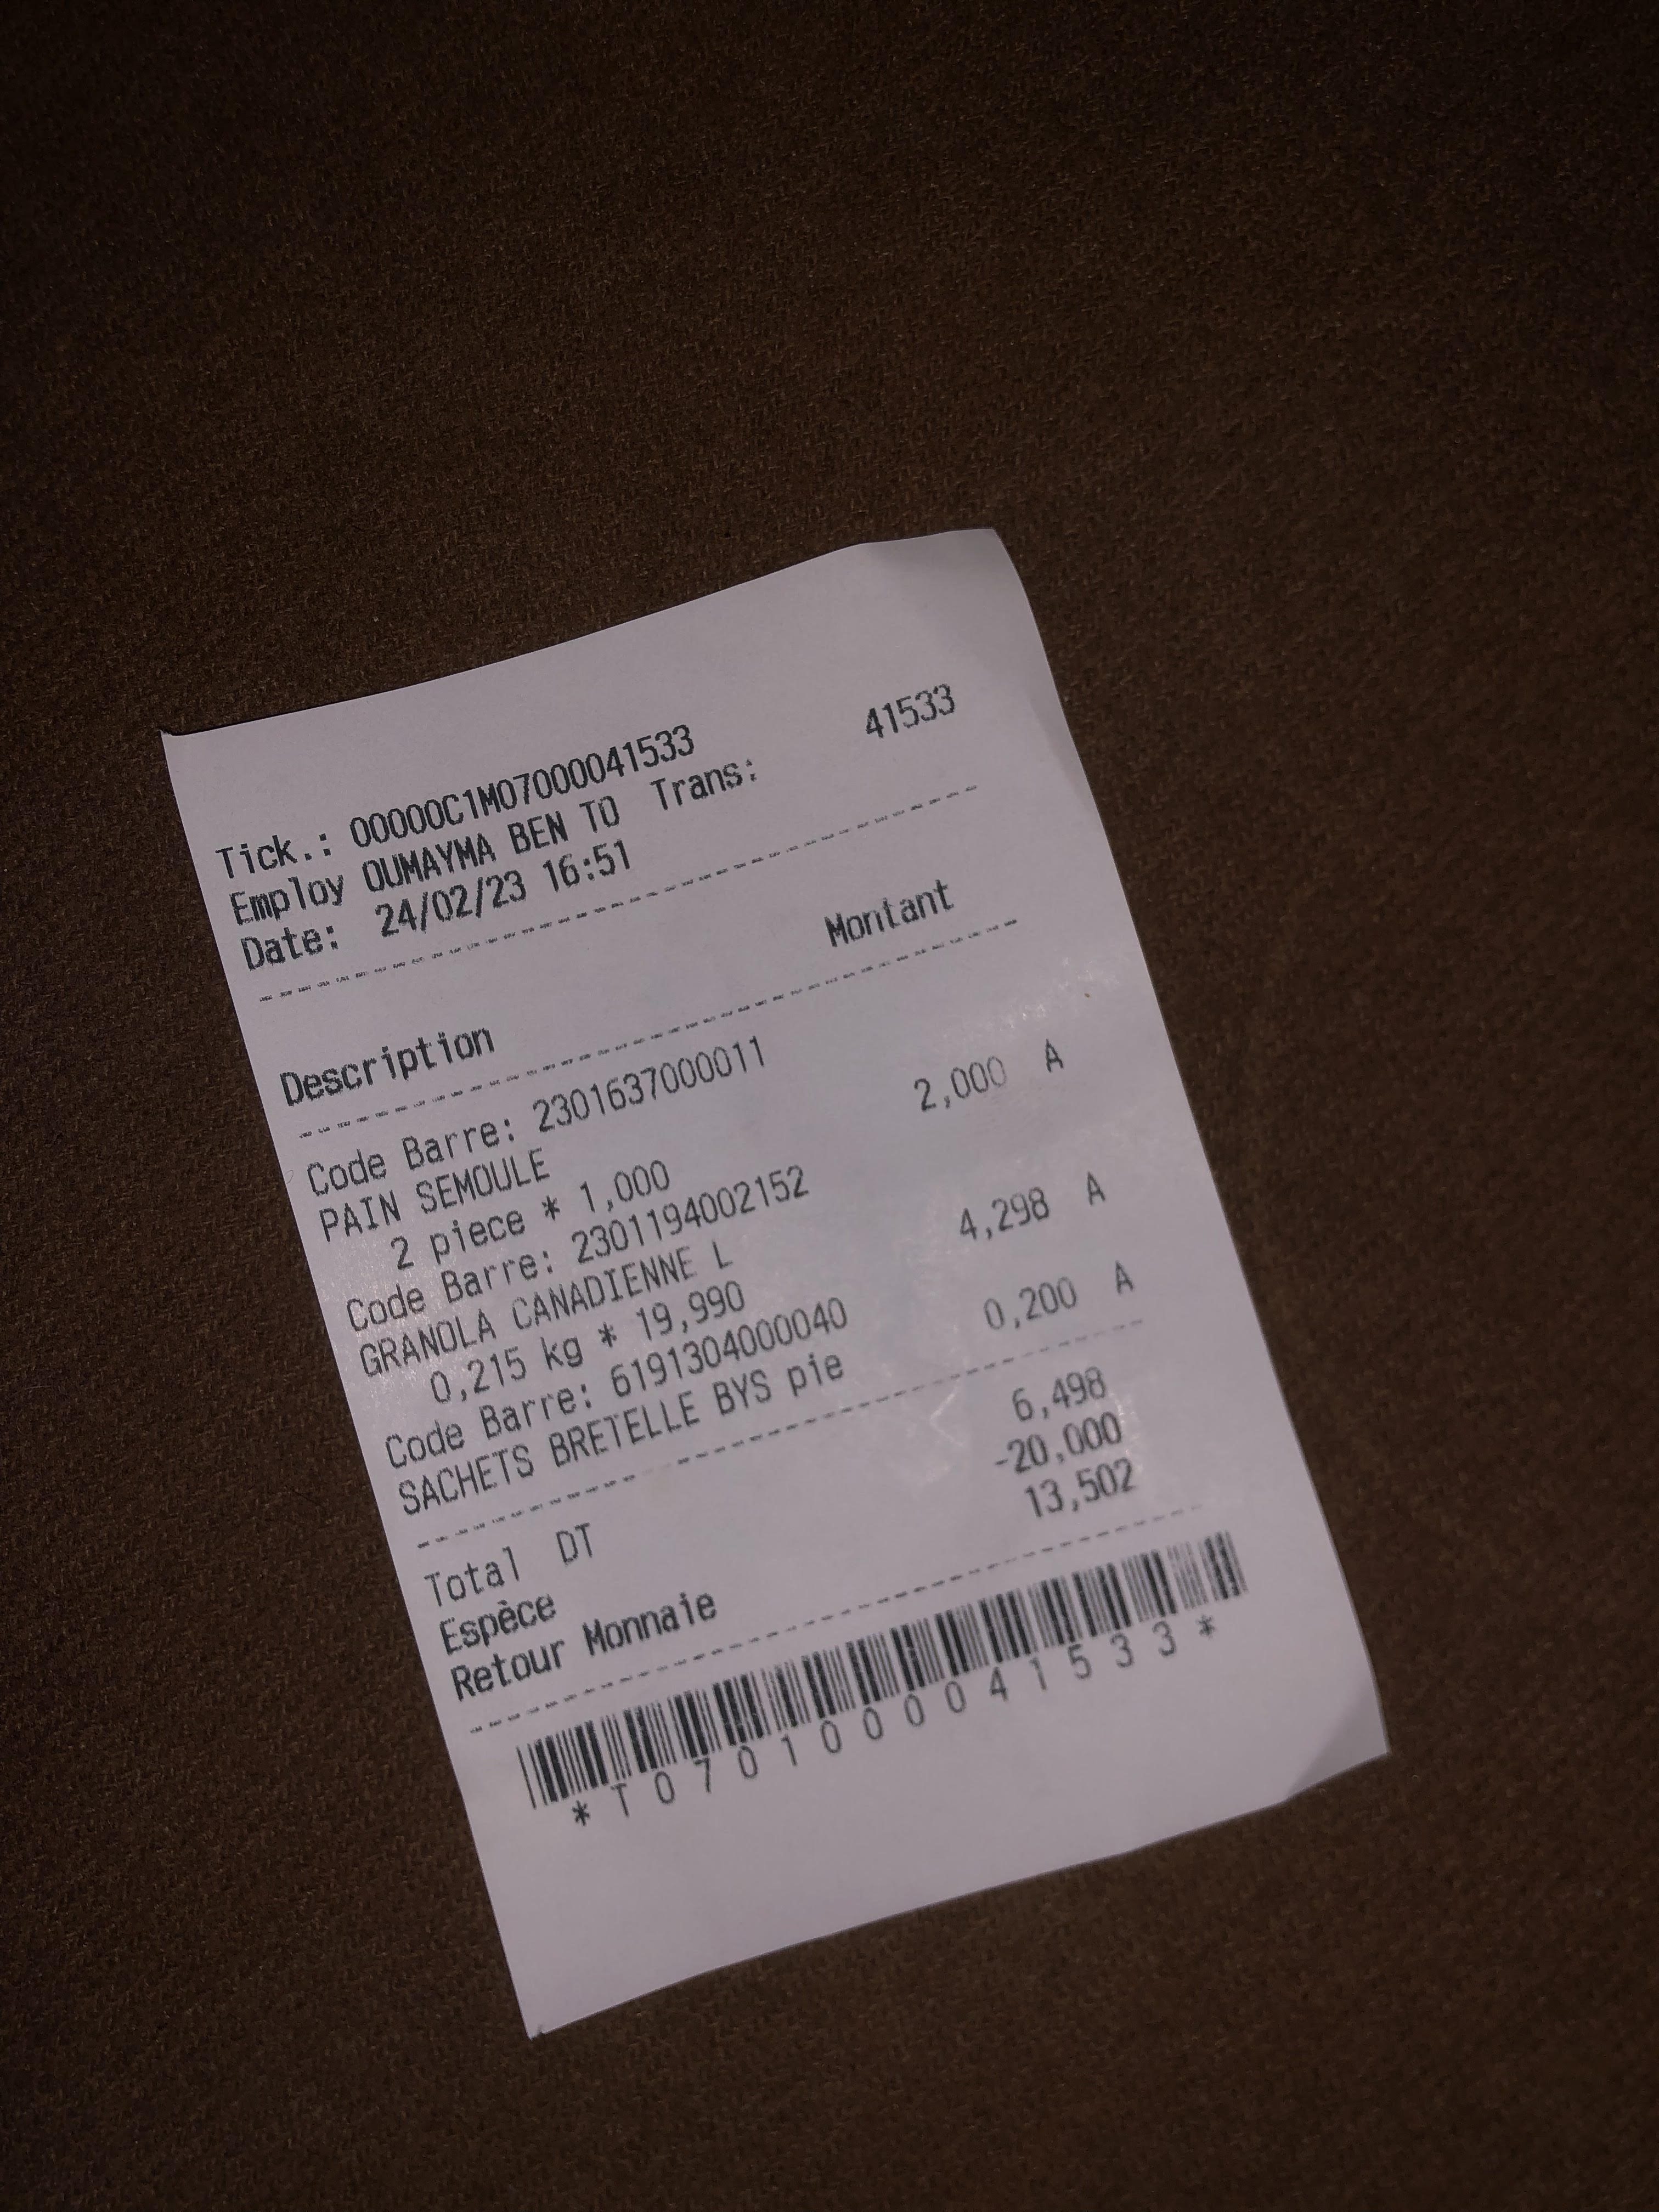 Tick.: 00000C1M07000041533
Employ OUMAYMA BEN TO Trans: 41533
Date: 24/02/23 16:51
Description Montant
Code Barre: 2301637000011
PAIN SEMOULE
2 piece * 1,000 2,000 A
Code Barre: 2301194002152
GRANOLA CANADIENNE L
0,215 kg * 19,990 4,298 A
Code Barre: 6191304000040
SACHETS BRETELLE BYS pie 0,200 A
Total DT 6,498
Espèce -20,000
Retour Monnaie 13,502
*T0701000041533*